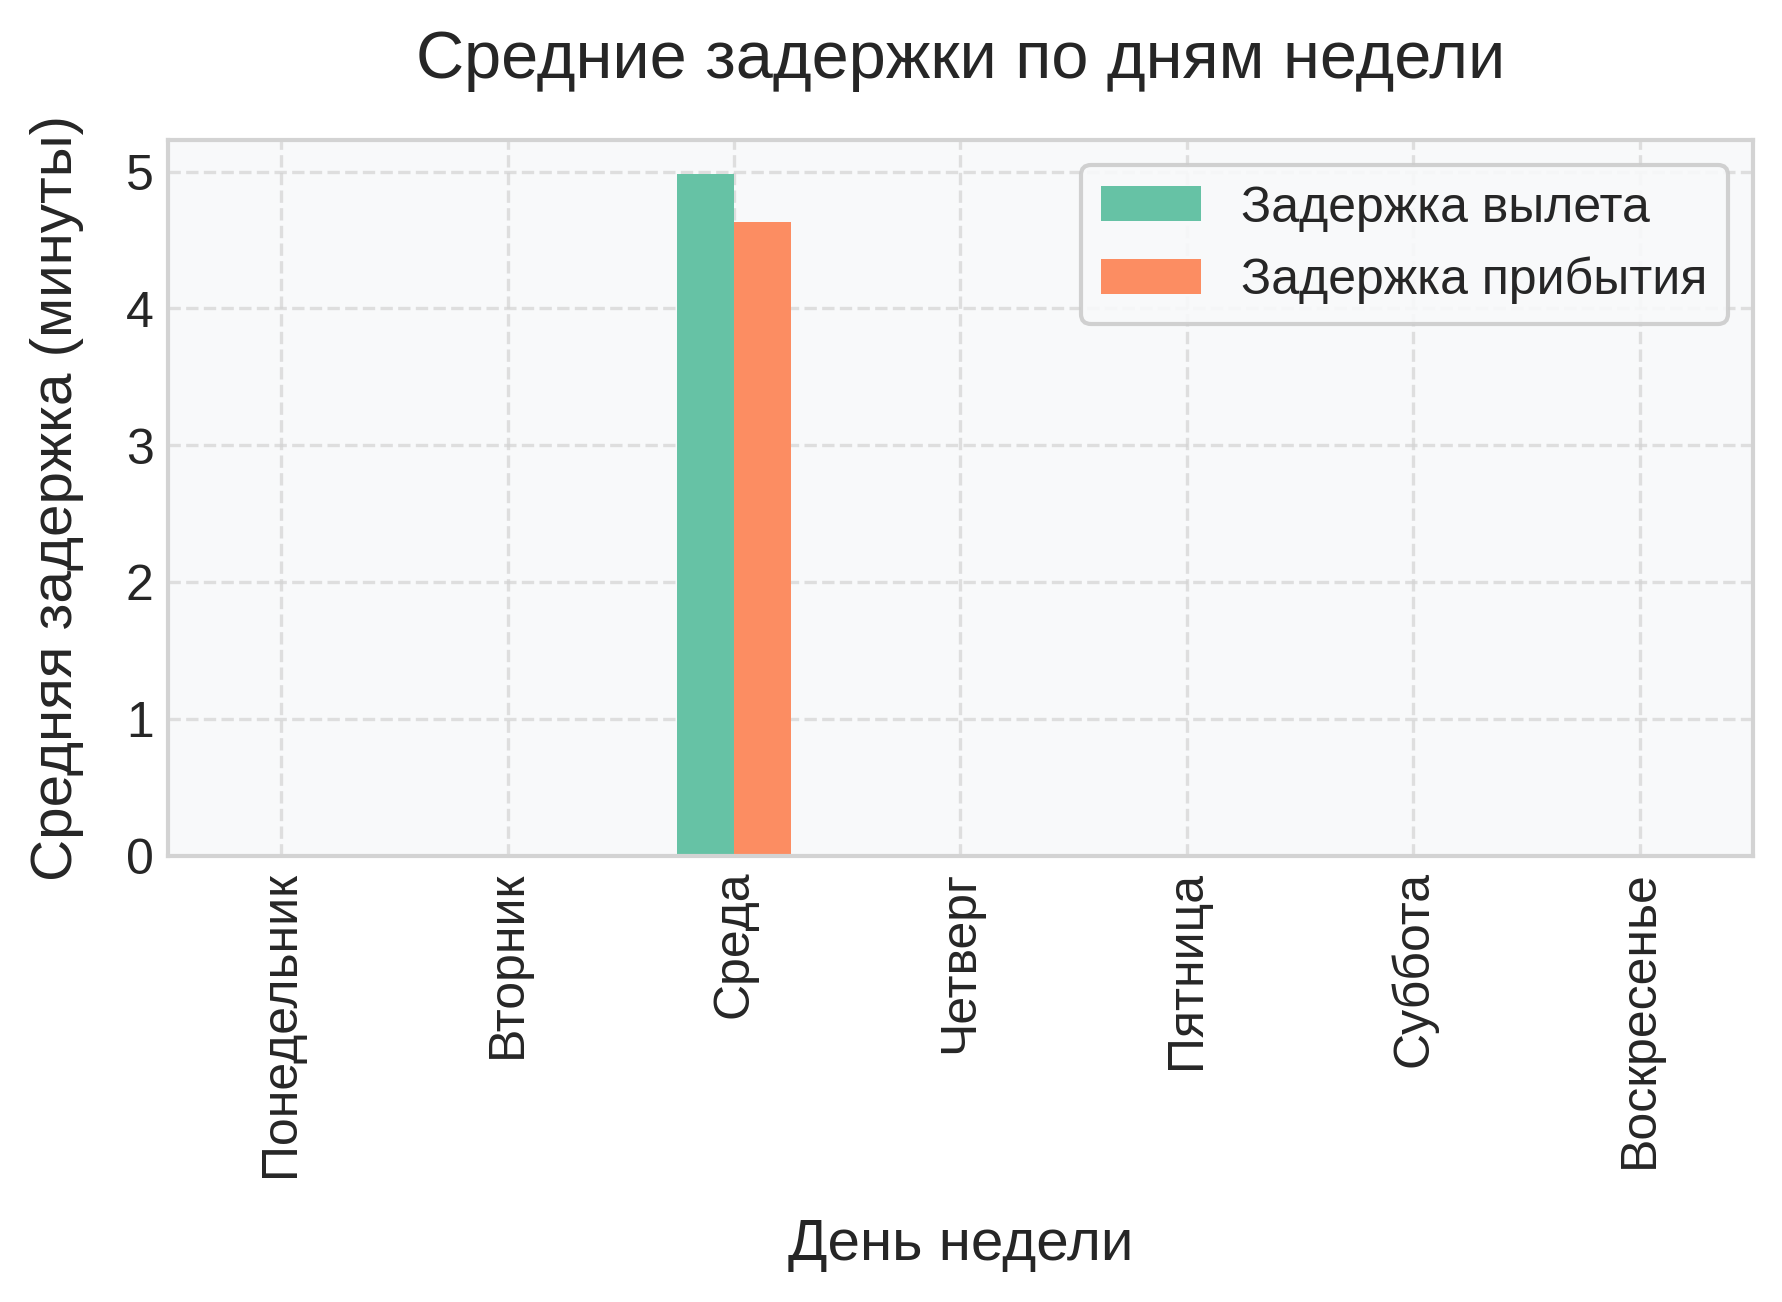 Средние задержки по дням недели
Средняя задержка (минуты)
5
4
3
2
1
0
Задержка вылета
Задержка прибытия
Понедельник
Вторник
Среда
Четверг
Пятница
Суббота
Воскресенье
День недели